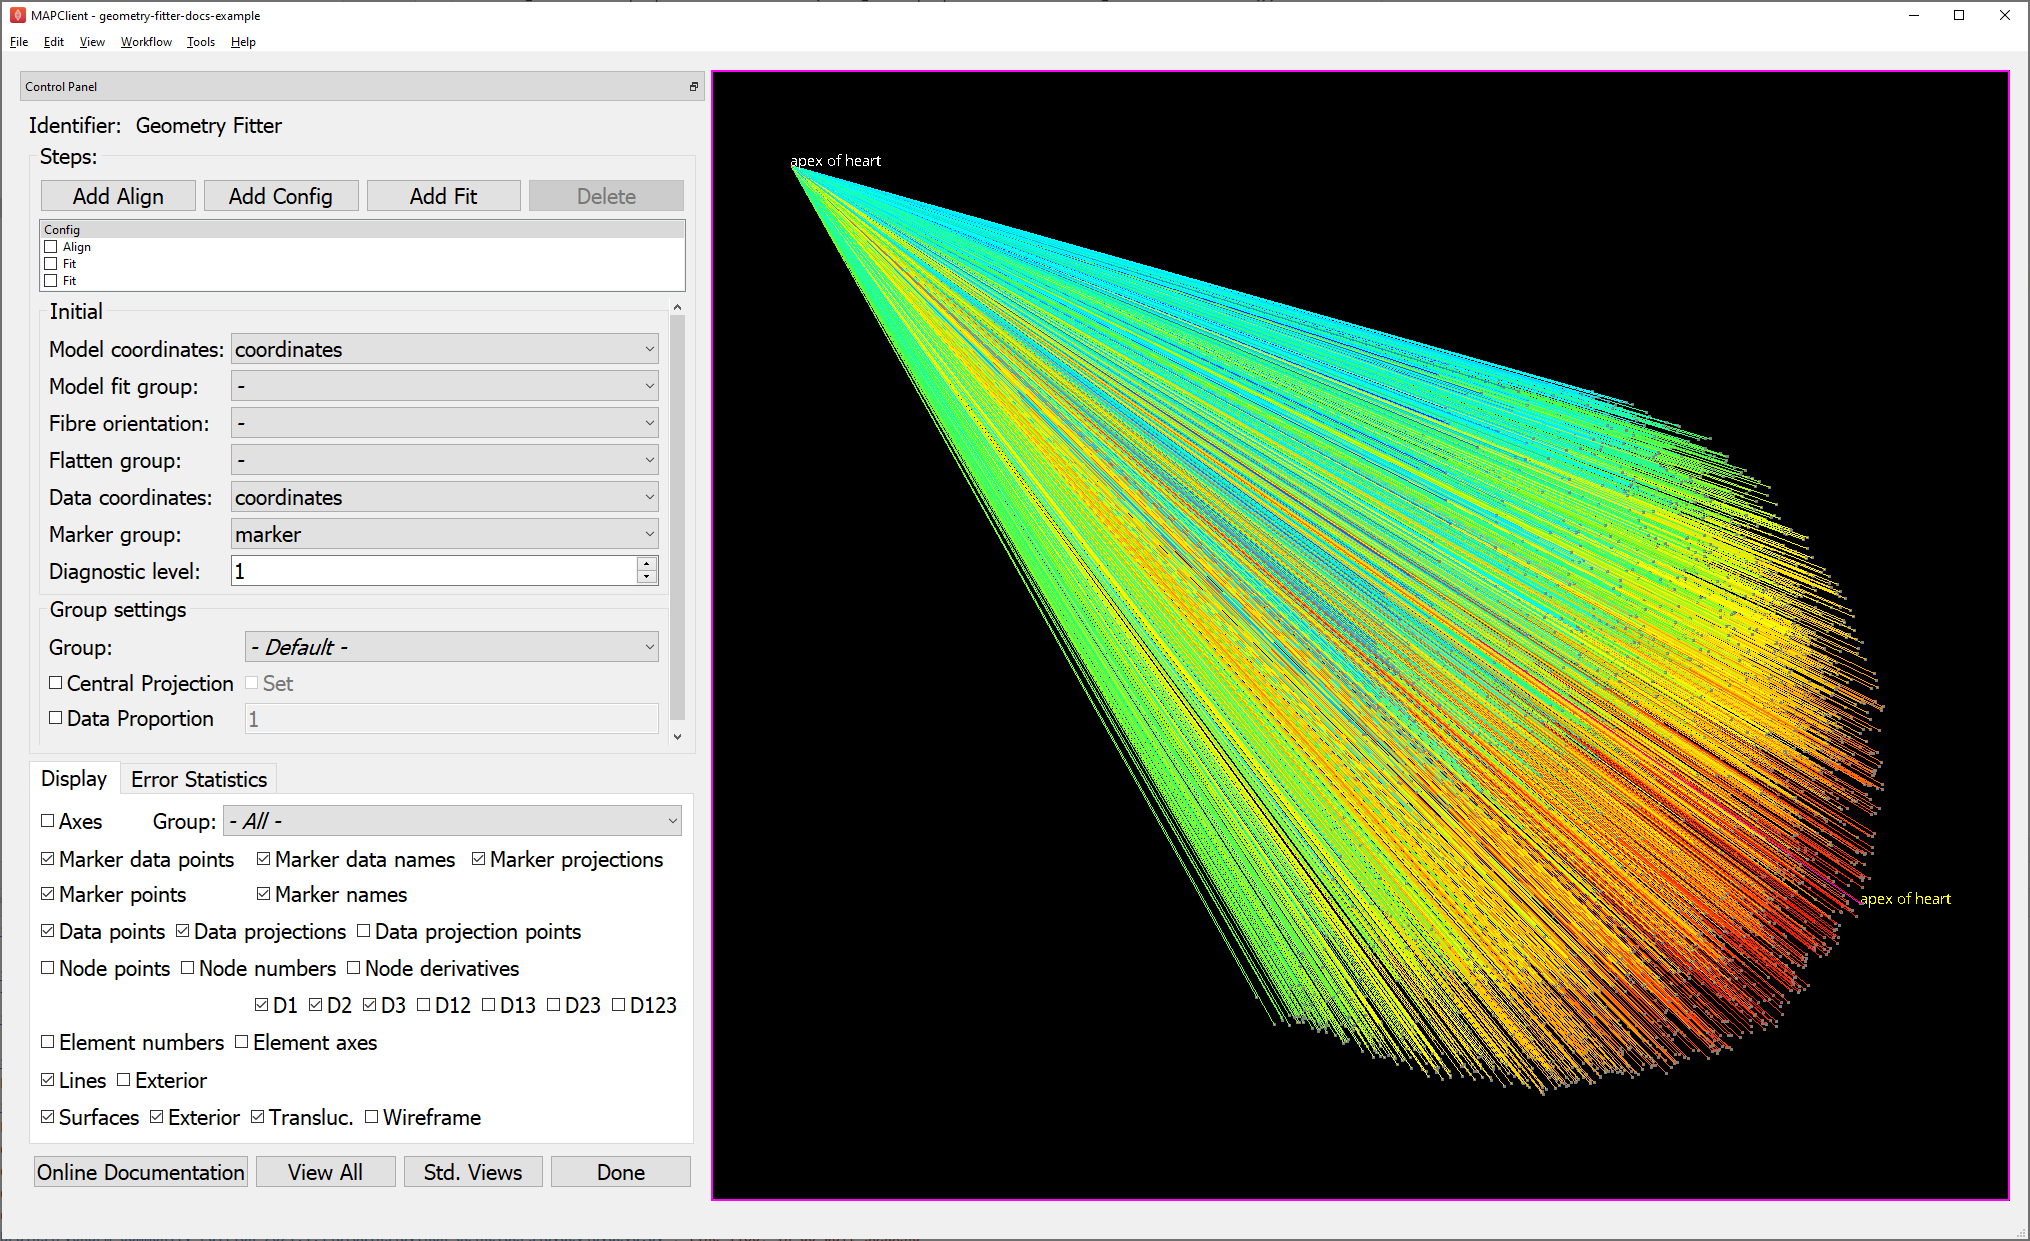 MAPClient - geometry-fitter-docs-example
File Edit View Workflow Tools Help
Control Panel
Identifier: Geometry Fitter
Steps:
Add Align Add Config Add Fit Delete
Config
Align
Fit
Fit
Initial
Model coordinates: coordinates
Model fit group: -
Fibre orientation: -
Flatten group: -
Data coordinates: coordinates
Marker group: marker
Diagnostic level: 1
Group settings
Group: - Default -
Central Projection Set
Data Proportion 1
Display Error Statistics
Axes Group: - All -
Marker data points Marker data names Marker projections
Marker points Marker names
Data points Data projections Data projection points
Node points Node numbers Node derivatives
D1 D2 D3 D12 D13 D23 D123
Element numbers Element axes
Lines Exterior
Surfaces Exterior Transluc. Wireframe
Online Documentation View All Std. Views Done
apex of heart
apex of heart